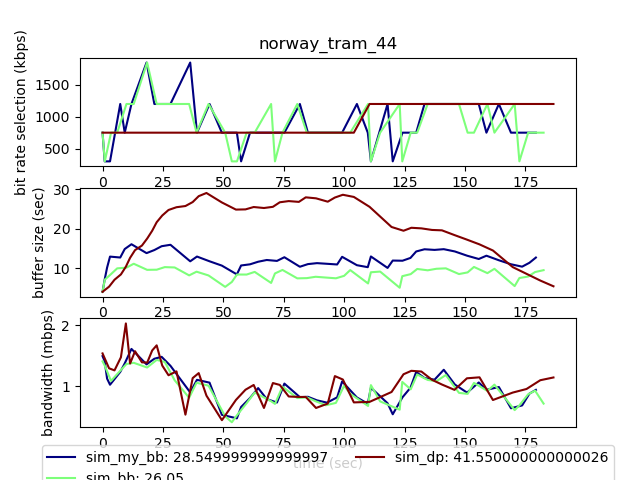 norway_tram_44
bit rate selection (kbps)
1500
1000
500
0 25 50 75 100 125 150 175
buffer size (sec)
30
20
10
0 25 50 75 100 125 150 175
bandwidth (mbps)
2
1
0 25 50 75 100 125 150 175
time (sec)
sim_my_bb: 28.549999999999997
sim_dp: 41.550000000000026
sim_bb: 26.05